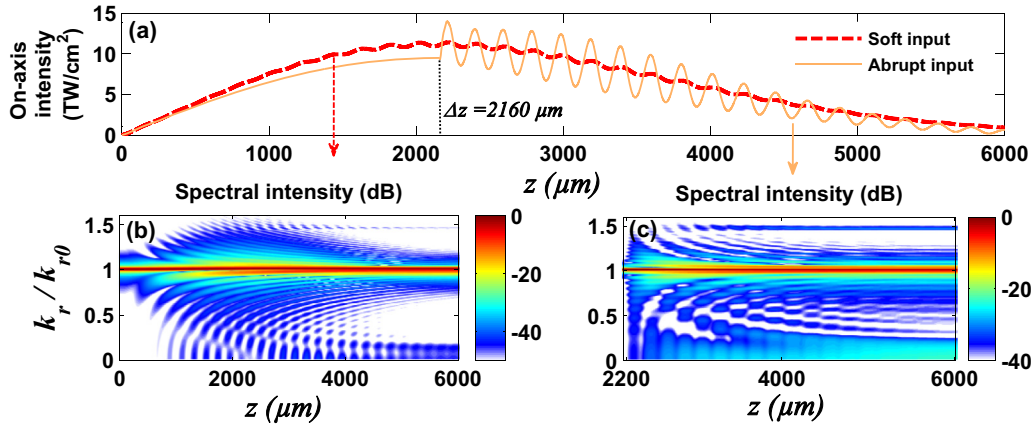 15
10
5
0
On-axis
intensity
(TW/cm²)
(a)
Soft input
Abrupt input
Δz =2160 μm
0 1000 2000 3000 4000 5000 6000
z (μm)
Spectral intensity (dB)
(b)
1.5
1
0.5
0
k_r / k_r0
0 2000 4000 6000
z (μm)
0
-20
-40
Spectral intensity (dB)
(c)
1.5
1
0.5
0
2200 4000 6000
z (μm)
0
-20
-40